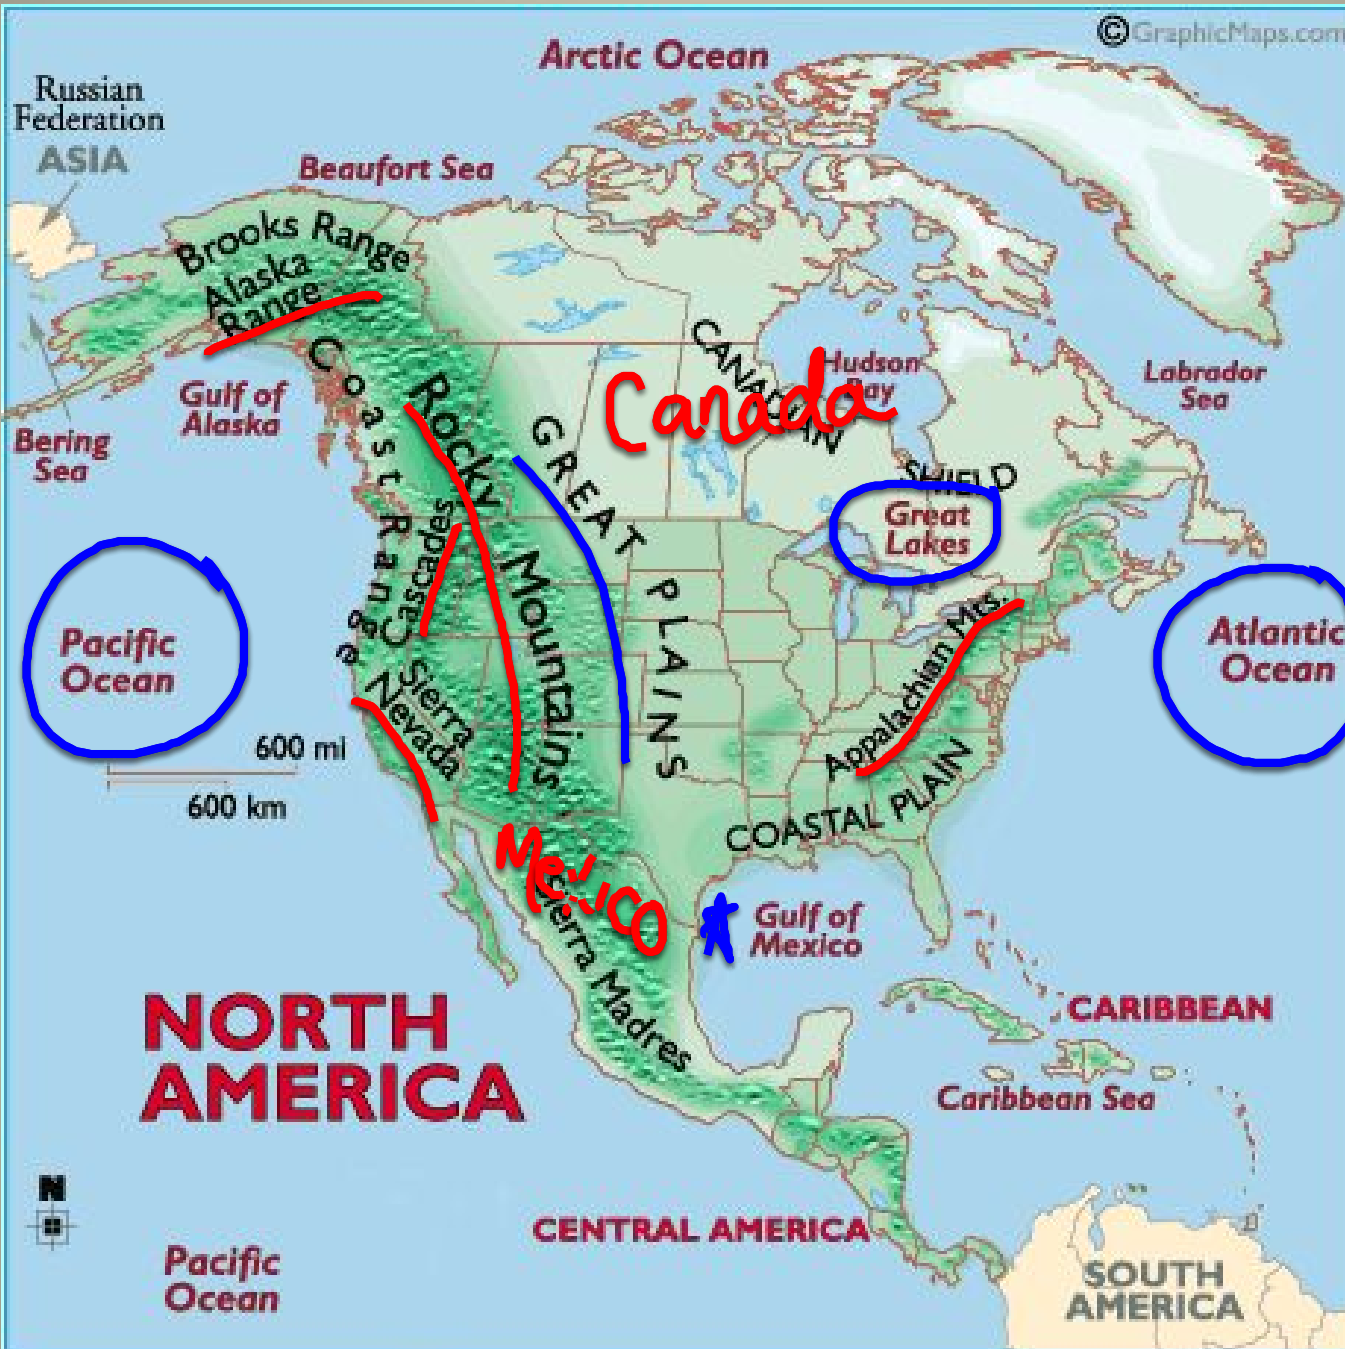 © GraphicMaps.com
Arctic Ocean
Russian
Federation
ASIA
Beaufort Sea
Brooks Range
Alaska
Range
Gulf of
Alaska
Bering
Sea
Coast Range
Rocky Mountains
Cascades
Sierra
Nevada
GREAT PLAINS
CANADIAN SHIELD
Canada
Hudson
Bay
Labrador
Sea
Great
Lakes
Pacific
Ocean
Atlantic
Ocean
Appalachian Mts.
COASTAL PLAIN
600 mi
600 km
Mexico
Sierra Madres
Gulf of
Mexico
NORTH
AMERICA
CARIBBEAN
Caribbean Sea
N
CENTRAL AMERICA
Pacific
Ocean
SOUTH
AMERICA